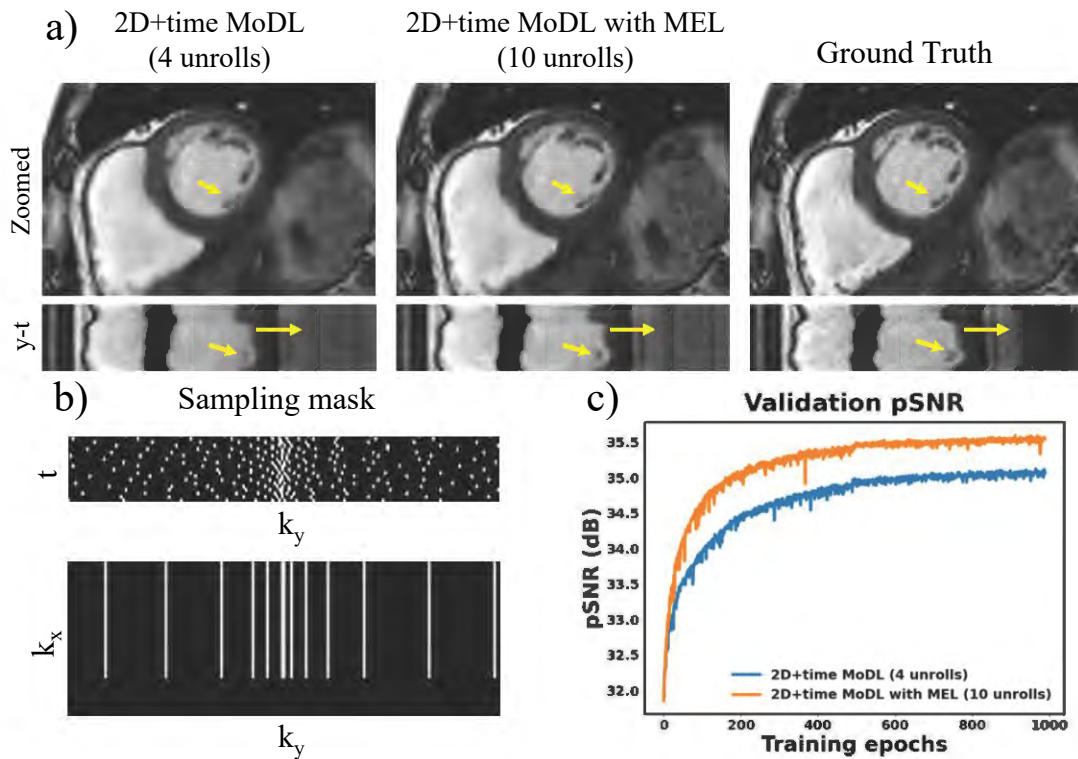 a)
2D+time MoDL
(4 unrolls)
2D+time MoDL with MEL
(10 unrolls)
Ground Truth
Zoomed
y-t
b)
Sampling mask
t
k_y
k_x
k_y
c)
Validation pSNR
pSNR (dB)
35.5
35.0
34.5
34.0
33.5
33.0
32.5
32.0
2D+time MoDL (4 unrolls)
2D+time MoDL with MEL (10 unrolls)
0 200 400 600 800 1000
Training epochs